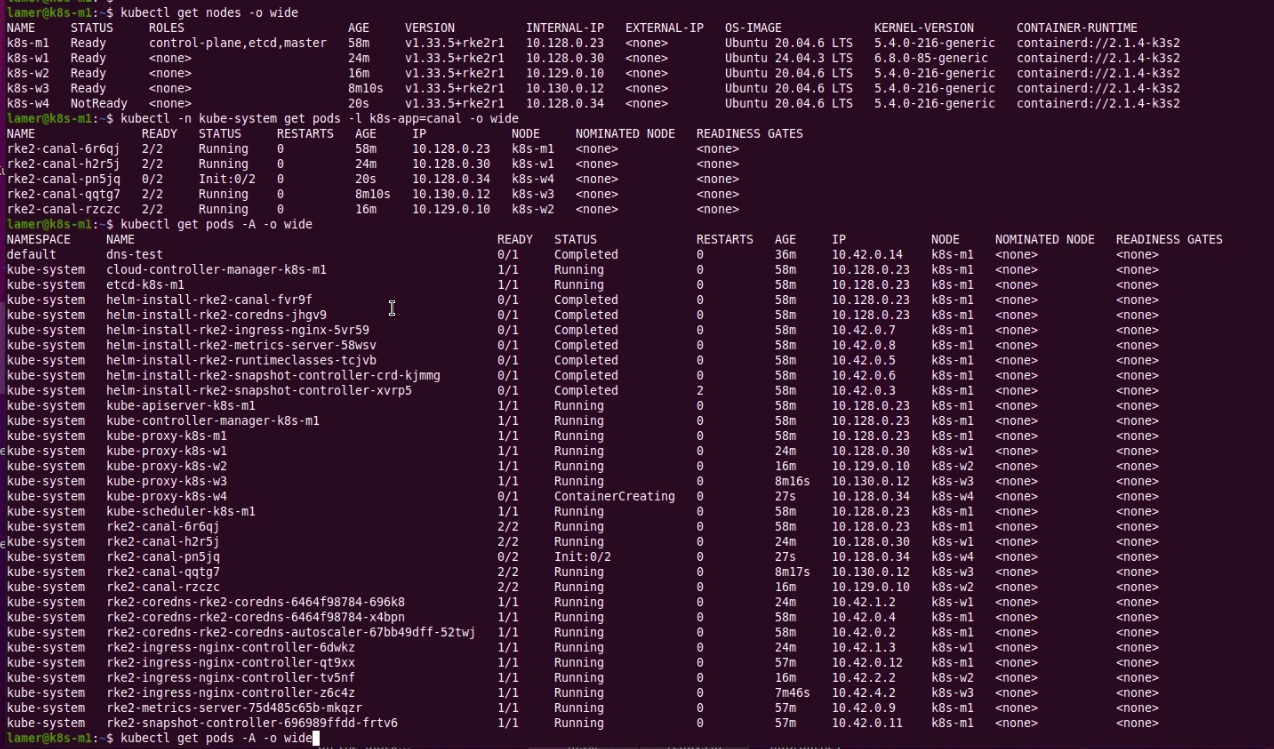 lamer@k8s-m1:~$ kubectl get nodes -o wide
NAME STATUS ROLES AGE VERSION INTERNAL-IP EXTERNAL-IP OS-IMAGE KERNEL-VERSION CONTAINER-RUNTIME
k8s-m1 Ready control-plane,etcd,master 58m v1.33.5+rke2r1 10.128.0.23 <none> Ubuntu 20.04.6 LTS 5.4.0-216-generic containerd://2.1.4-k3s2
k8s-w1 Ready <none> 24m v1.33.5+rke2r1 10.128.0.30 <none> Ubuntu 24.04.3 LTS 6.8.0-85-generic containerd://2.1.4-k3s2
k8s-w2 Ready <none> 16m v1.33.5+rke2r1 10.129.0.10 <none> Ubuntu 20.04.6 LTS 5.4.0-216-generic containerd://2.1.4-k3s2
k8s-w3 Ready <none> 8m10s v1.33.5+rke2r1 10.130.0.12 <none> Ubuntu 20.04.6 LTS 5.4.0-216-generic containerd://2.1.4-k3s2
k8s-w4 NotReady <none> 20s v1.33.5+rke2r1 10.128.0.34 <none> Ubuntu 20.04.6 LTS 5.4.0-216-generic containerd://2.1.4-k3s2
lamer@k8s-m1:~$ kubectl -n kube-system get pods -l k8s-app=canal -o wide
NAME READY STATUS RESTARTS AGE IP NODE NOMINATED NODE READINESS GATES
rke2-canal-6r6qj 2/2 Running 0 58m 10.128.0.23 k8s-m1 <none> <none>
rke2-canal-h2r5j 2/2 Running 0 24m 10.128.0.30 k8s-w1 <none> <none>
rke2-canal-pn5jq 0/2 Init:0/2 0 20s 10.128.0.34 k8s-w4 <none> <none>
rke2-canal-qqtg7 2/2 Running 0 8m10s 10.130.0.12 k8s-w3 <none> <none>
rke2-canal-rzczc 2/2 Running 0 16m 10.129.0.10 k8s-w2 <none> <none>
lamer@k8s-m1:~$ kubectl get pods -A -o wide
NAMESPACE NAME READY STATUS RESTARTS AGE IP NODE NOMINATED NODE READINESS GATES
default dns-test 0/1 Completed 0 36m 10.42.0.14 k8s-m1 <none> <none>
kube-system cloud-controller-manager-k8s-m1 1/1 Running 0 58m 10.128.0.23 k8s-m1 <none> <none>
kube-system etcd-k8s-m1 1/1 Running 0 58m 10.128.0.23 k8s-m1 <none> <none>
kube-system helm-install-rke2-canal-fvr9f 0/1 Completed 0 58m 10.128.0.23 k8s-m1 <none> <none>
kube-system helm-install-rke2-coredns-jhgv9 0/1 Completed 0 58m 10.128.0.23 k8s-m1 <none> <none>
kube-system helm-install-rke2-ingress-nginx-5vr59 0/1 Completed 0 58m 10.42.0.7 k8s-m1 <none> <none>
kube-system helm-install-rke2-metrics-server-58wsv 0/1 Completed 0 58m 10.42.0.8 k8s-m1 <none> <none>
kube-system helm-install-rke2-runtimeclasses-tcjvb 0/1 Completed 0 58m 10.42.0.5 k8s-m1 <none> <none>
kube-system helm-install-rke2-snapshot-controller-crd-kjmmg 0/1 Completed 0 58m 10.42.0.6 k8s-m1 <none> <none>
kube-system helm-install-rke2-snapshot-controller-xvrp5 0/1 Completed 2 58m 10.42.0.3 k8s-m1 <none> <none>
kube-system kube-apiserver-k8s-m1 1/1 Running 0 58m 10.128.0.23 k8s-m1 <none> <none>
kube-system kube-controller-manager-k8s-m1 1/1 Running 0 58m 10.128.0.23 k8s-m1 <none> <none>
kube-system kube-proxy-k8s-m1 1/1 Running 0 58m 10.128.0.23 k8s-m1 <none> <none>
kube-system kube-proxy-k8s-w1 1/1 Running 0 24m 10.128.0.30 k8s-w1 <none> <none>
kube-system kube-proxy-k8s-w2 1/1 Running 0 16m 10.129.0.10 k8s-w2 <none> <none>
kube-system kube-proxy-k8s-w3 1/1 Running 0 8m16s 10.130.0.12 k8s-w3 <none> <none>
kube-system kube-proxy-k8s-w4 0/1 ContainerCreating 0 27s 10.128.0.34 k8s-w4 <none> <none>
kube-system kube-scheduler-k8s-m1 1/1 Running 0 58m 10.128.0.23 k8s-m1 <none> <none>
kube-system rke2-canal-6r6qj 2/2 Running 0 58m 10.128.0.23 k8s-m1 <none> <none>
kube-system rke2-canal-h2r5j 2/2 Running 0 24m 10.128.0.30 k8s-w1 <none> <none>
kube-system rke2-canal-pn5jq 0/2 Init:0/2 0 27s 10.128.0.34 k8s-w4 <none> <none>
kube-system rke2-canal-qqtg7 2/2 Running 0 8m17s 10.130.0.12 k8s-w3 <none> <none>
kube-system rke2-canal-rzczc 2/2 Running 0 16m 10.129.0.10 k8s-w2 <none> <none>
kube-system rke2-coredns-rke2-coredns-6464f98784-696k8 1/1 Running 0 24m 10.42.1.2 k8s-w1 <none> <none>
kube-system rke2-coredns-rke2-coredns-6464f98784-x4bpn 1/1 Running 0 58m 10.42.0.4 k8s-m1 <none> <none>
kube-system rke2-coredns-rke2-coredns-autoscaler-67bb49dff-52twj 1/1 Running 0 58m 10.42.0.2 k8s-m1 <none> <none>
kube-system rke2-ingress-nginx-controller-6dwkz 1/1 Running 0 24m 10.42.1.3 k8s-w1 <none> <none>
kube-system rke2-ingress-nginx-controller-qt9xx 1/1 Running 0 57m 10.42.0.12 k8s-m1 <none> <none>
kube-system rke2-ingress-nginx-controller-tv5nf 1/1 Running 0 16m 10.42.2.2 k8s-w2 <none> <none>
kube-system rke2-ingress-nginx-controller-z6c4z 1/1 Running 0 7m46s 10.42.4.2 k8s-w3 <none> <none>
kube-system rke2-metrics-server-75d485c65b-mkqzr 1/1 Running 0 57m 10.42.0.9 k8s-m1 <none> <none>
kube-system rke2-snapshot-controller-696989ffdd-frtv6 1/1 Running 0 57m 10.42.0.11 k8s-m1 <none> <none>
lamer@k8s-m1:~$ kubectl get pods -A -o wide